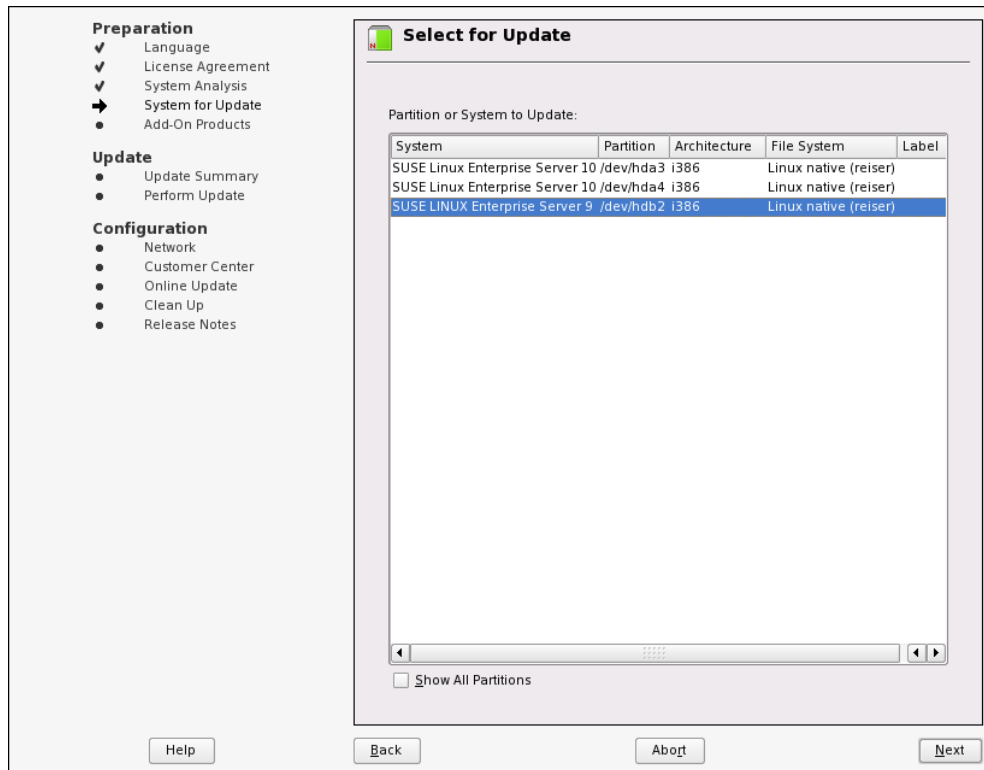 Preparation
Language
License Agreement
System Analysis
System for Update
Add-On Products
Update
Update Summary
Perform Update
Configuration
Network
Customer Center
Online Update
Clean Up
Release Notes
N
Select for Update
Partition or System to Update:
System Partition Architecture File System Label
SUSE Linux Enterprise Server 10 /dev/hda3 i386 Linux native (reiser)
SUSE Linux Enterprise Server 10 /dev/hda4 i386 Linux native (reiser)
SUSE LINUX Enterprise Server 9 /dev/hdb2 i386 Linux native (reiser)
Show All Partitions
Help Back Abort Next